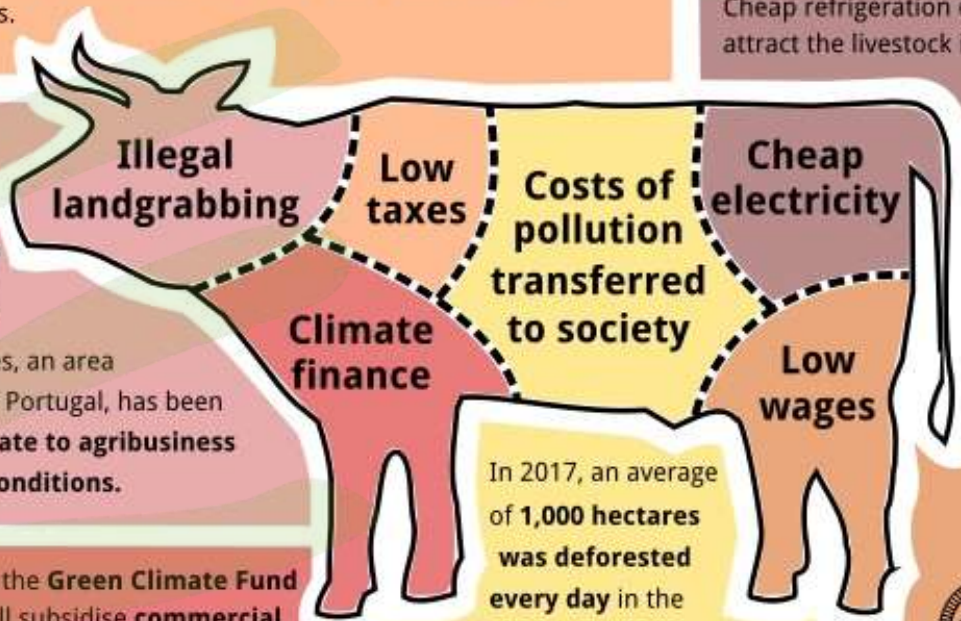 s.
Cheap refrigeration
attract the livestock
Illegal
landgrabbing
Low
taxes
Costs of
pollution
transferred
to society
Cheap
electricity
Climate
finance
Low
wages
s, an area
Portugal, has been
ate to agribusiness
onditions.
In 2017, an average
of 1,000 hectares
was deforested
every day in the
the Green Climate Fund
ll subsidise commercial